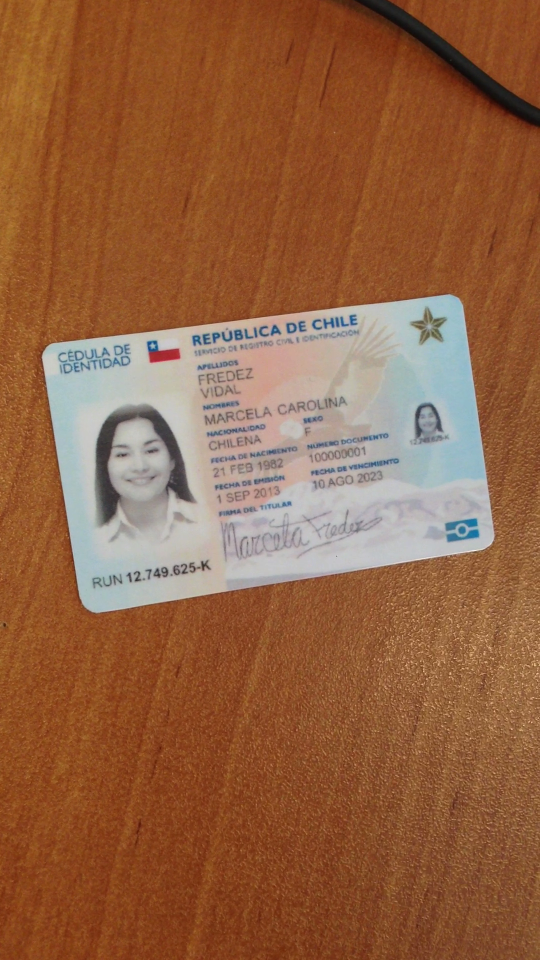 CÉDULA DE
IDENTIDAD
REPÚBLICA DE CHILE
SERVICIO DE REGISTRO CIVIL E IDENTIFICACIÓN
APELLIDOS
FREDEZ
VIDAL
NOMBRES
MARCELA CAROLINA
NACIONALIDAD SEXO
CHILENA F
FECHA DE NACIMIENTO NÚMERO DOCUMENTO
21 FEB 1982 100000001
FECHA DE EMISIÓN FECHA DE VENCIMIENTO
1 SEP 2013 10 AGO 2023
FIRMA DEL TITULAR
Marcela Fredez
RUN 12.749.625-K
12.749.625-K